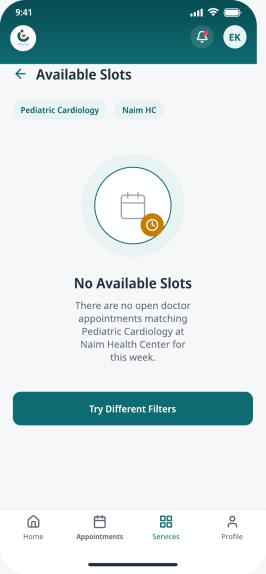 9:41
EK
Available Slots
Pediatric Cardiology
Naim HC
No Available Slots
There are no open doctor
appointments matching
Pediatric Cardiology at
Naim Health Center for
this week.
Try Different Filters
Home
Appointments
Services
Profile